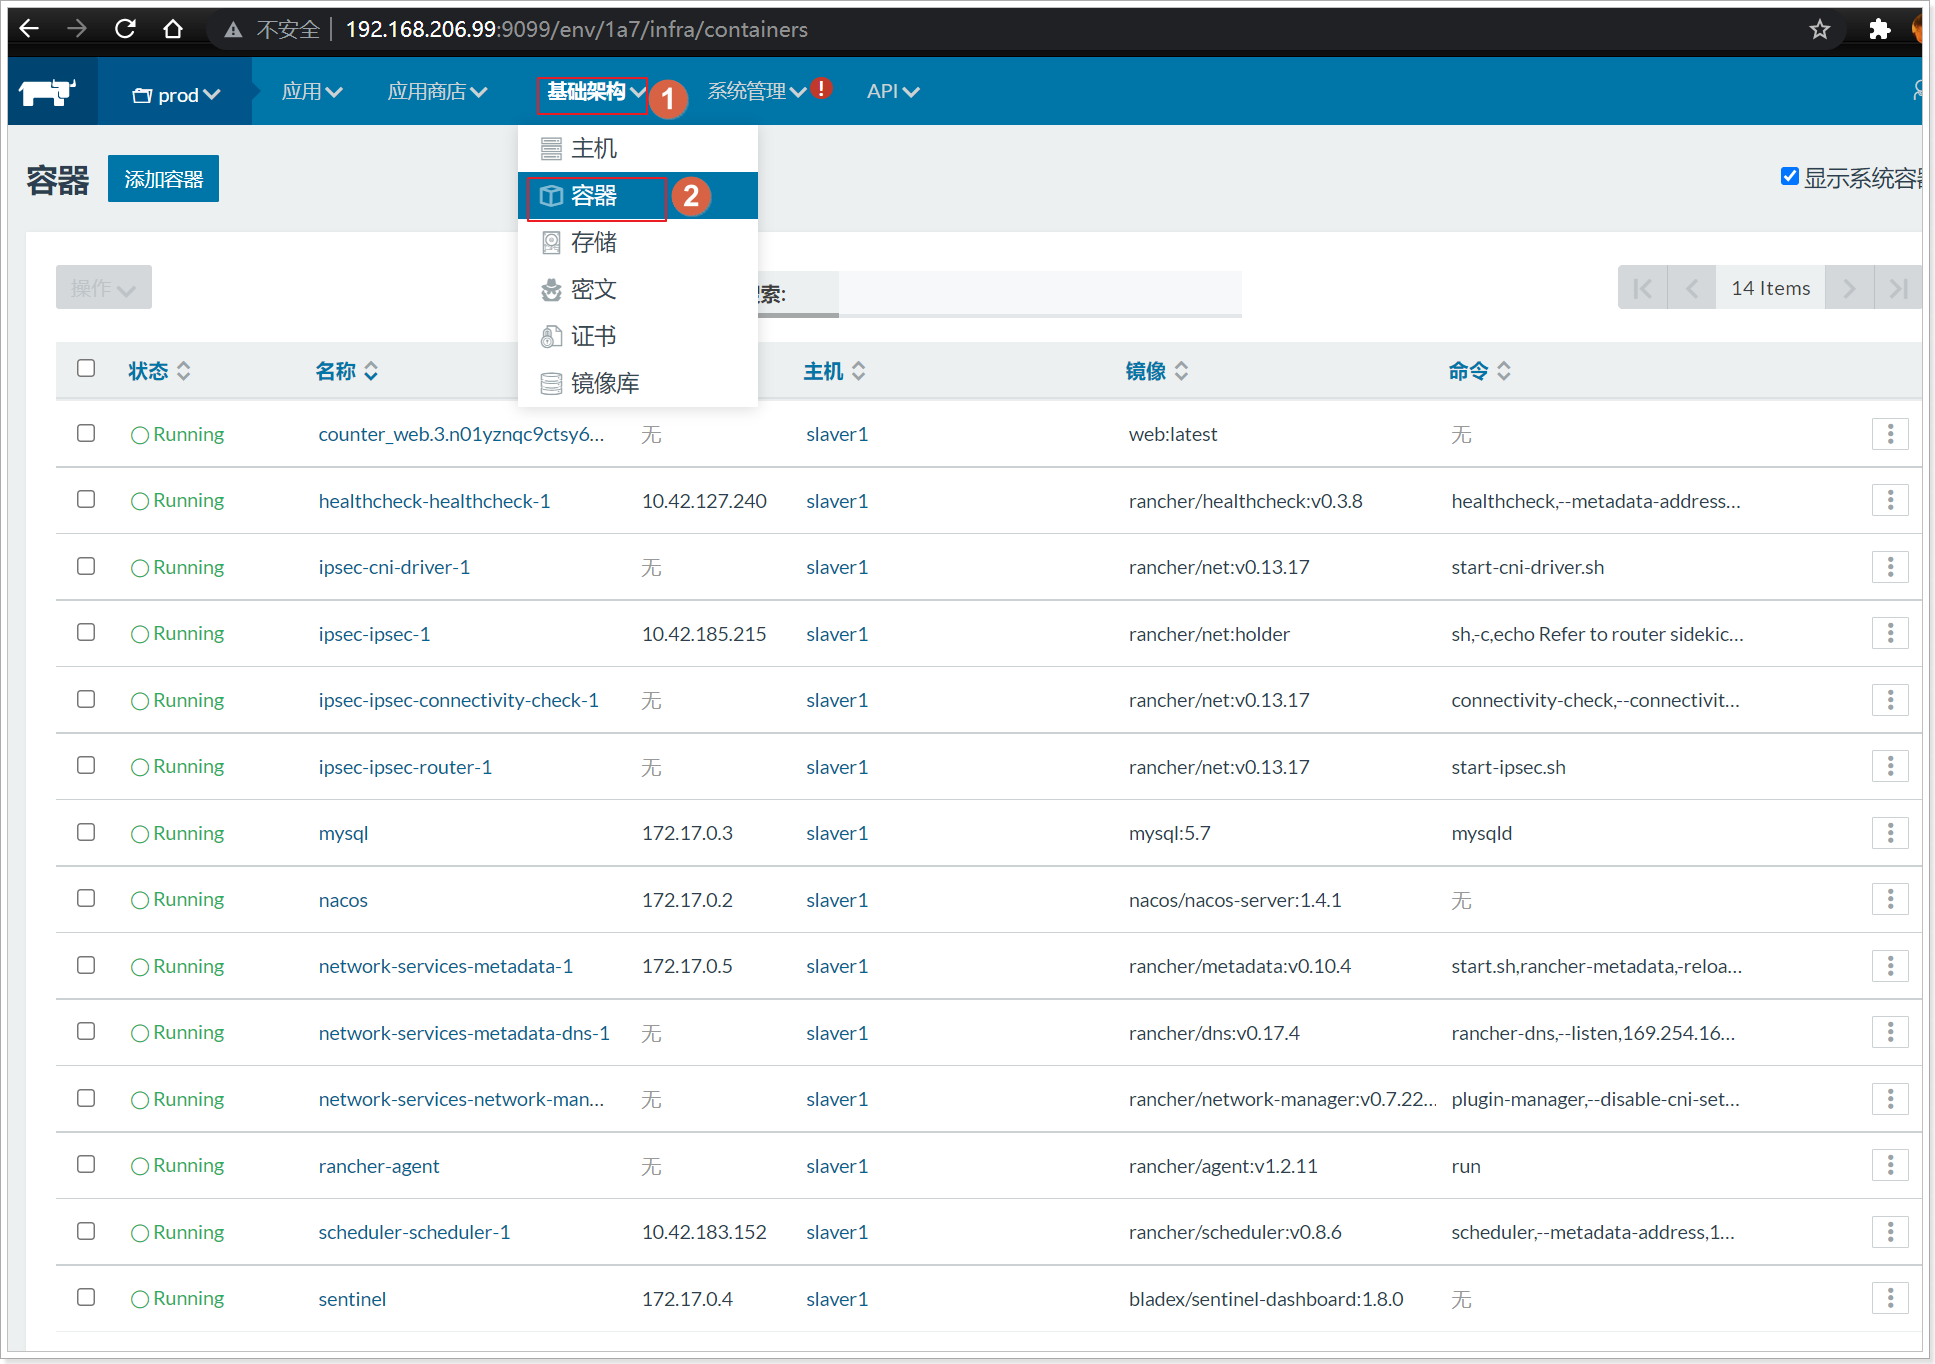 不安全 192.168.206.99:9099/env/1a7/infra/containers
prod 应用 应用商店 基础架构 1 系统管理 ! API
主机
容器 添加容器 容器 2 显示系统容器
存储
操作 密文 索: 14 Items
证书
状态 名称 镜像库 主机 镜像 命令
Running counter_web.3.n01yznqc9ctsy6... 无 slaver1 web:latest 无
Running healthcheck-healthcheck-1 10.42.127.240 slaver1 rancher/healthcheck:v0.3.8 healthcheck,--metadata-address...
Running ipsec-cni-driver-1 无 slaver1 rancher/net:v0.13.17 start-cni-driver.sh
Running ipsec-ipsec-1 10.42.185.215 slaver1 rancher/net:holder sh,-c,echo Refer to router sidekic...
Running ipsec-ipsec-connectivity-check-1 无 slaver1 rancher/net:v0.13.17 connectivity-check,--connectivit...
Running ipsec-ipsec-router-1 无 slaver1 rancher/net:v0.13.17 start-ipsec.sh
Running mysql 172.17.0.3 slaver1 mysql:5.7 mysqld
Running nacos 172.17.0.2 slaver1 nacos/nacos-server:1.4.1 无
Running network-services-metadata-1 172.17.0.5 slaver1 rancher/metadata:v0.10.4 start.sh,rancher-metadata,-reloa...
Running network-services-metadata-dns-1 无 slaver1 rancher/dns:v0.17.4 rancher-dns,--listen,169.254.16...
Running network-services-network-man... 无 slaver1 rancher/network-manager:v0.7.22... plugin-manager,--disable-cni-set...
Running rancher-agent 无 slaver1 rancher/agent:v1.2.11 run
Running scheduler-scheduler-1 10.42.183.152 slaver1 rancher/scheduler:v0.8.6 scheduler,--metadata-address,1...
Running sentinel 172.17.0.4 slaver1 bladex/sentinel-dashboard:1.8.0 无